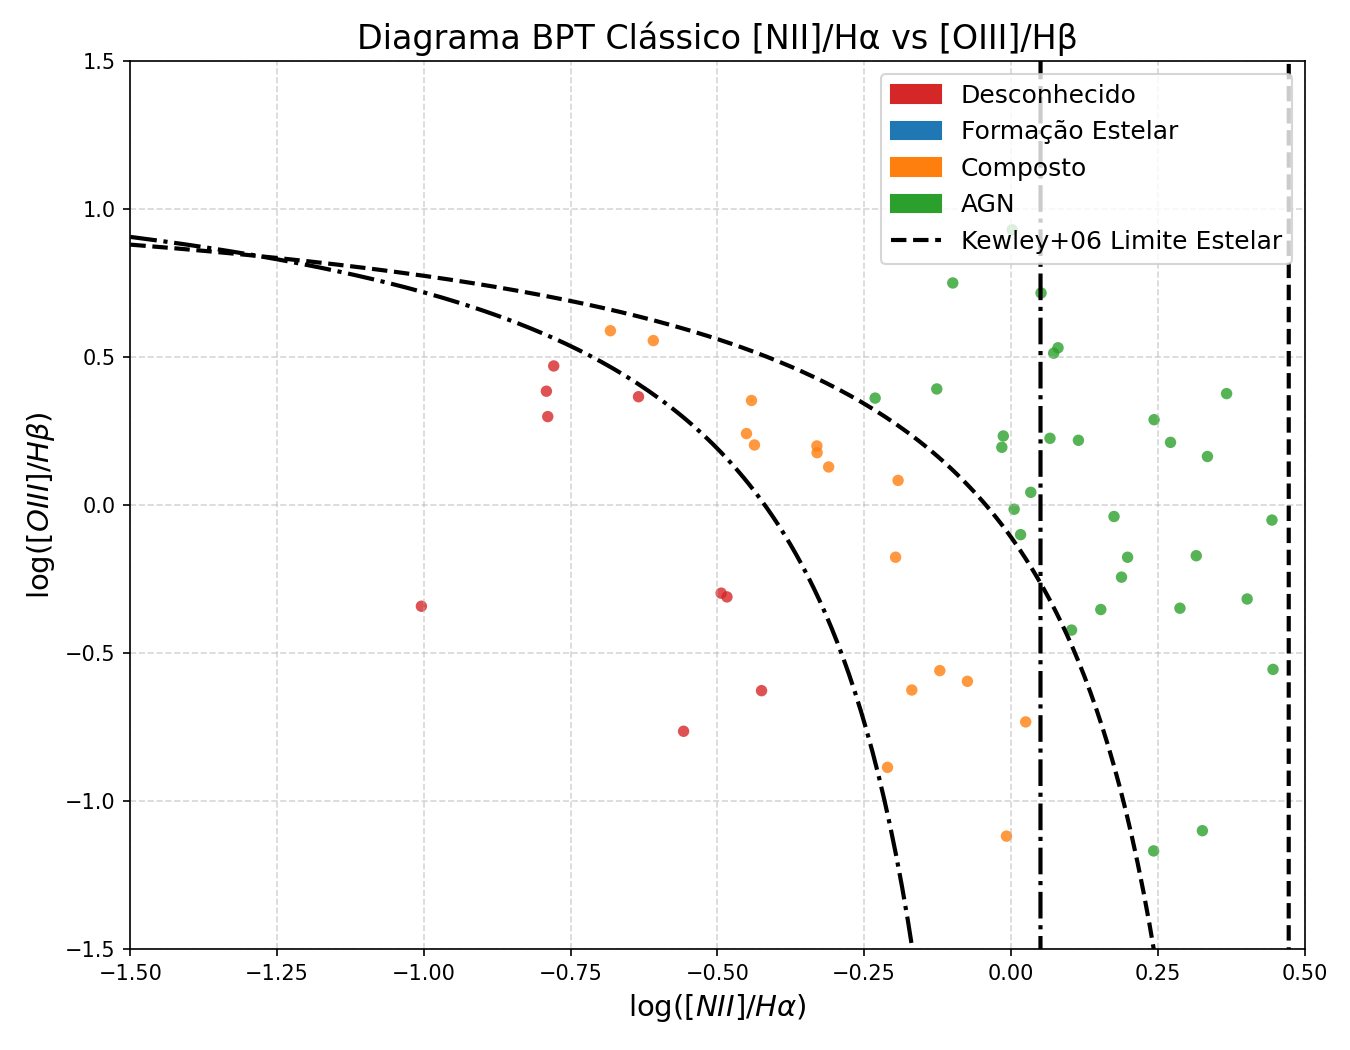 Diagrama BPT Clássico [NII]/Hα vs [OIII]/Hβ
Desconhecido
Formação Estelar
Composto
AGN
Kewley+06 Limite Estelar
log([OIII]/Hβ)
1.5
1.0
0.5
0.0
−0.5
−1.0
−1.5
−1.50 −1.25 −1.00 −0.75 −0.50 −0.25 0.00 0.25 0.50
log([NII]/Hα)